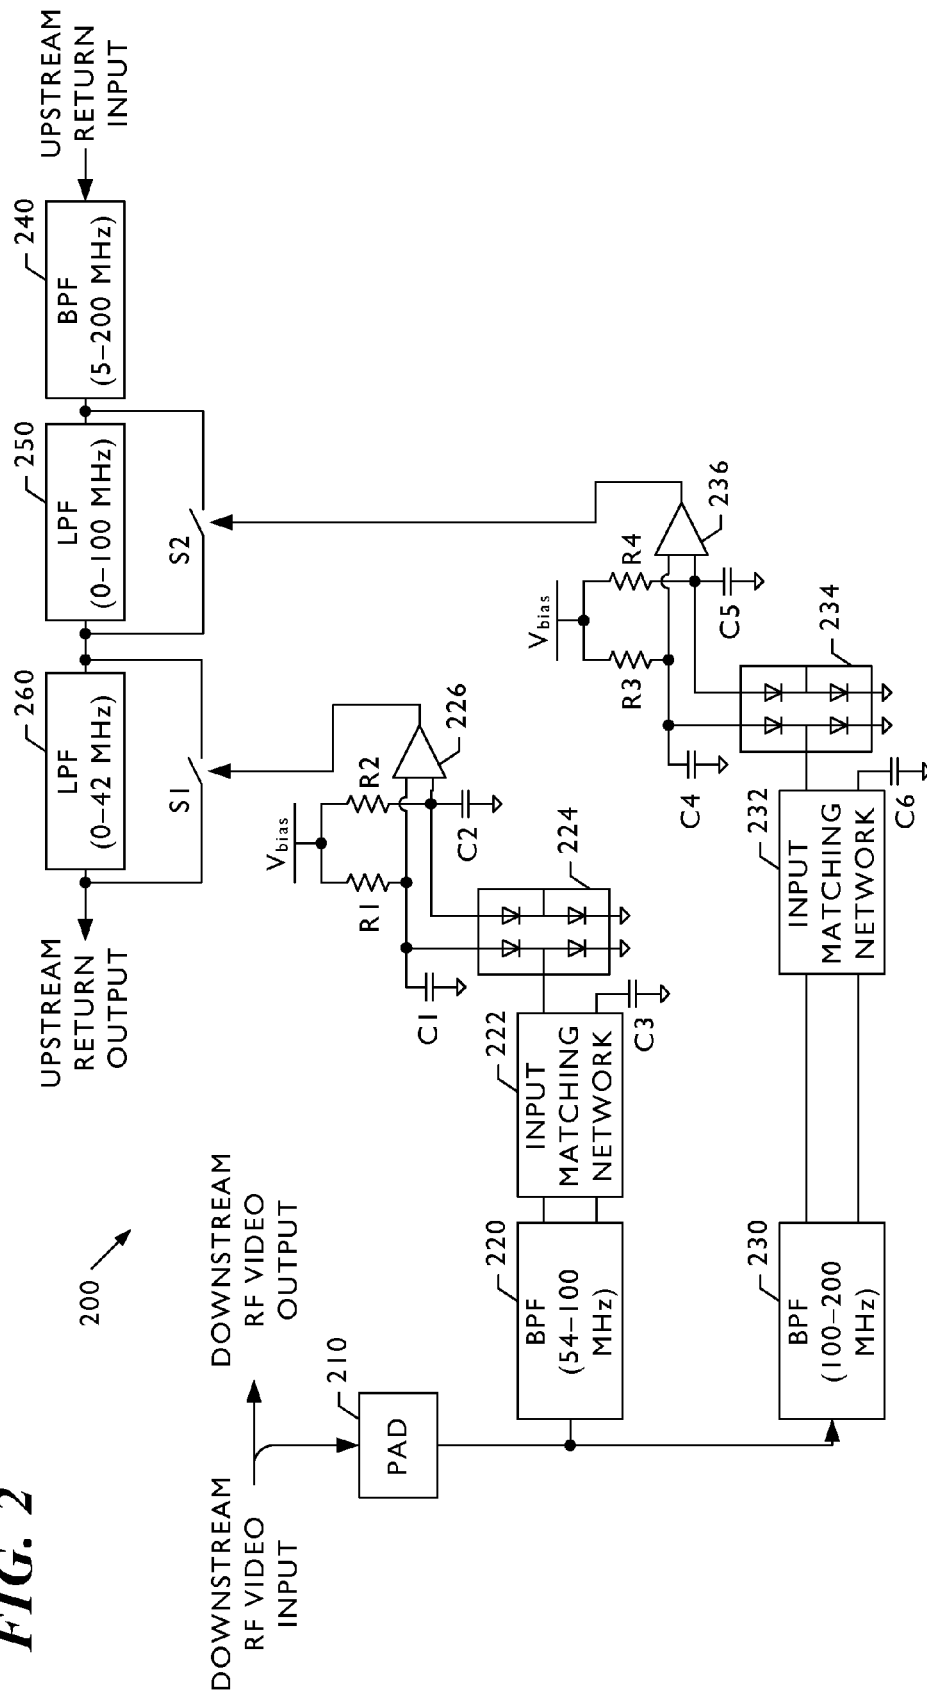 FIG. 2
200
UPSTREAM
RETURN
OUTPUT
260
LPF
(0–42 MHz)
S1
250
LPF
(0–100 MHz)
S2
240
BPF
(5–200 MHz)
UPSTREAM
RETURN
INPUT
DOWNSTREAM
RF VIDEO
INPUT
DOWNSTREAM
RF VIDEO
OUTPUT
210
PAD
220
BPF
(54–100
MHz)
222
INPUT
MATCHING
NETWORK
C3
224
C1
R1
Vbias
R2
C2
226
230
BPF
(100–200
MHz)
232
INPUT
MATCHING
NETWORK
C6
234
C4
R3
Vbias
R4
C5
236